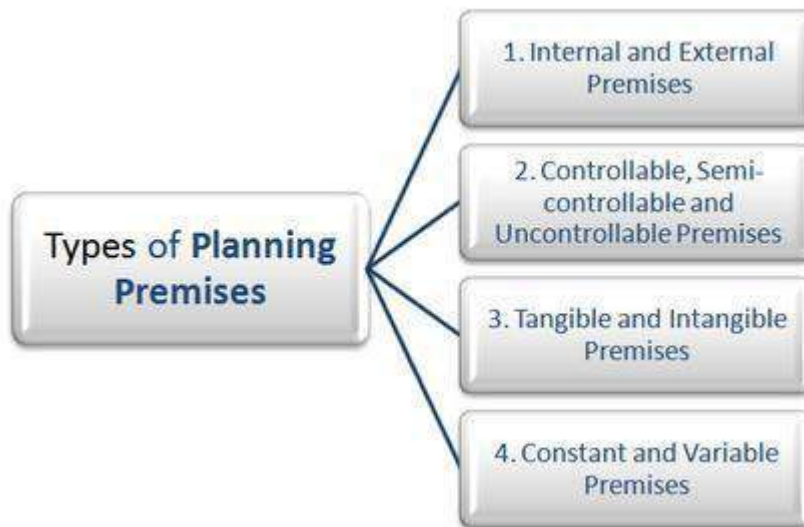 Types of Planning
Premises
1. Internal and External
Premises
2. Controllable, Semi-
controllable and
Uncontrollable Premises
3. Tangible and Intangible
Premises
4. Constant and Variable
Premises